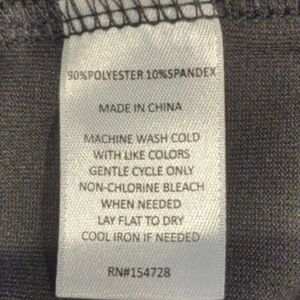 90%POLYESTER 10%SPANDEX
MADE IN CHINA
MACHINE WASH COLD
WITH LIKE COLORS
GENTLE CYCLE ONLY
NON-CHLORINE BLEACH
WHEN NEEDED
LAY FLAT TO DRY
COOL IRON IF NEEDED
RN#154728